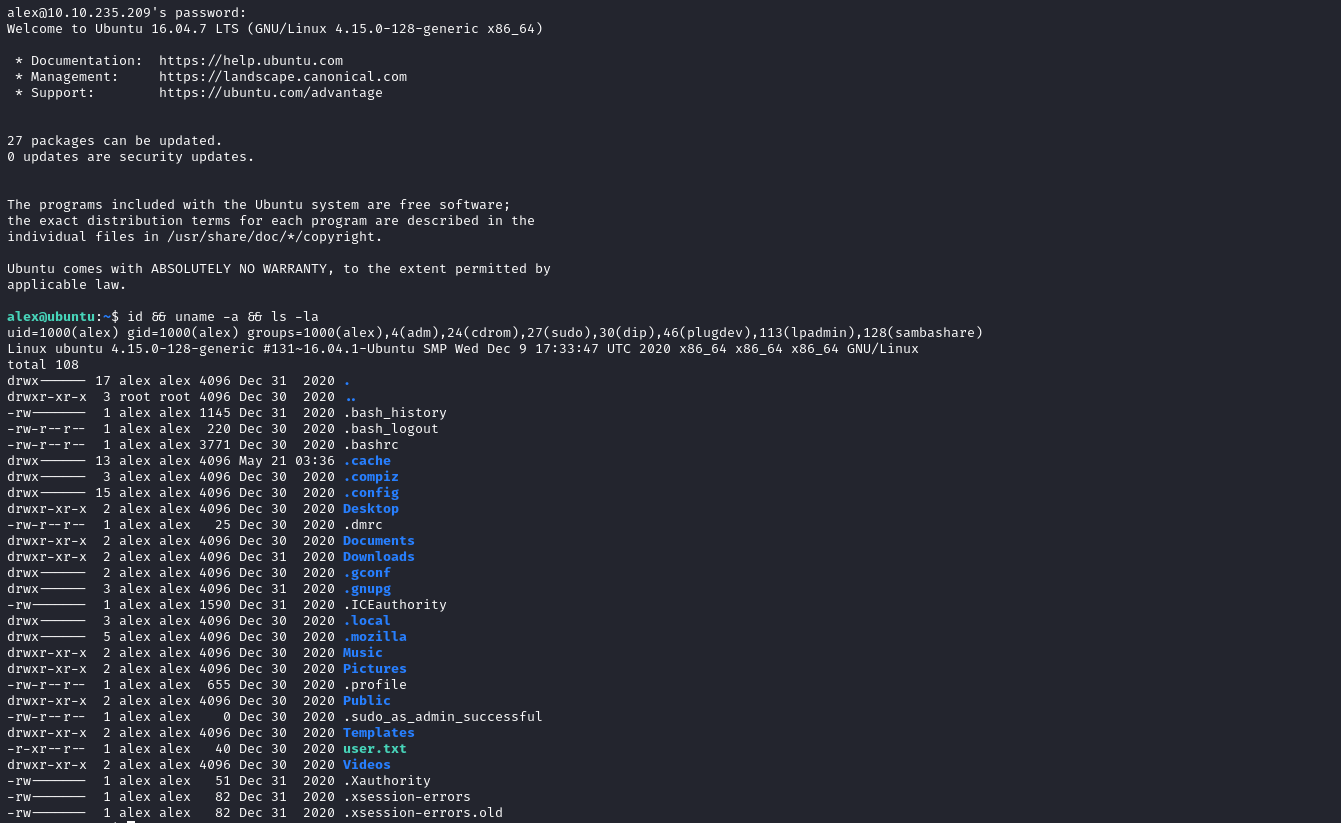 alex@10.10.235.209's password:
Welcome to Ubuntu 16.04.7 LTS (GNU/Linux 4.15.0-128-generic x86_64)
 * Documentation:  https://help.ubuntu.com
 * Management:     https://landscape.canonical.com
 * Support:        https://ubuntu.com/advantage
27 packages can be updated.
0 updates are security updates.
The programs included with the Ubuntu system are free software;
the exact distribution terms for each program are described in the
individual files in /usr/share/doc/*/copyright.
Ubuntu comes with ABSOLUTELY NO WARRANTY, to the extent permitted by
applicable law.
alex@ubuntu:~$ id && uname -a && ls -la
uid=1000(alex) gid=1000(alex) groups=1000(alex),4(adm),24(cdrom),27(sudo),30(dip),46(plugdev),113(lpadmin),128(sambashare)
Linux ubuntu 4.15.0-128-generic #131~16.04.1-Ubuntu SMP Wed Dec 9 17:33:47 UTC 2020 x86_64 x86_64 x86_64 GNU/Linux
total 108
drwx------ 17 alex alex 4096 Dec 31  2020 .
drwxr-xr-x  3 root root 4096 Dec 30  2020 ..
-rw-------  1 alex alex 1145 Dec 31  2020 .bash_history
-rw-r--r--  1 alex alex  220 Dec 30  2020 .bash_logout
-rw-r--r--  1 alex alex 3771 Dec 30  2020 .bashrc
drwx------ 13 alex alex 4096 May 21 03:36 .cache
drwx------  3 alex alex 4096 Dec 30  2020 .compiz
drwx------ 15 alex alex 4096 Dec 30  2020 .config
drwxr-xr-x  2 alex alex 4096 Dec 30  2020 Desktop
-rw-r--r--  1 alex alex   25 Dec 30  2020 .dmrc
drwxr-xr-x  2 alex alex 4096 Dec 30  2020 Documents
drwxr-xr-x  2 alex alex 4096 Dec 31  2020 Downloads
drwx------  2 alex alex 4096 Dec 30  2020 .gconf
drwx------  3 alex alex 4096 Dec 31  2020 .gnupg
-rw-------  1 alex alex 1590 Dec 31  2020 .ICEauthority
drwx------  3 alex alex 4096 Dec 30  2020 .local
drwx------  5 alex alex 4096 Dec 30  2020 .mozilla
drwxr-xr-x  2 alex alex 4096 Dec 30  2020 Music
drwxr-xr-x  2 alex alex 4096 Dec 30  2020 Pictures
-rw-r--r--  1 alex alex  655 Dec 30  2020 .profile
drwxr-xr-x  2 alex alex 4096 Dec 30  2020 Public
-rw-r--r--  1 alex alex    0 Dec 30  2020 .sudo_as_admin_successful
drwxr-xr-x  2 alex alex 4096 Dec 30  2020 Templates
-r-xr--r--  1 alex alex   40 Dec 30  2020 user.txt
drwxr-xr-x  2 alex alex 4096 Dec 30  2020 Videos
-rw-------  1 alex alex   51 Dec 31  2020 .Xauthority
-rw-------  1 alex alex   82 Dec 31  2020 .xsession-errors
-rw-------  1 alex alex   82 Dec 31  2020 .xsession-errors.old